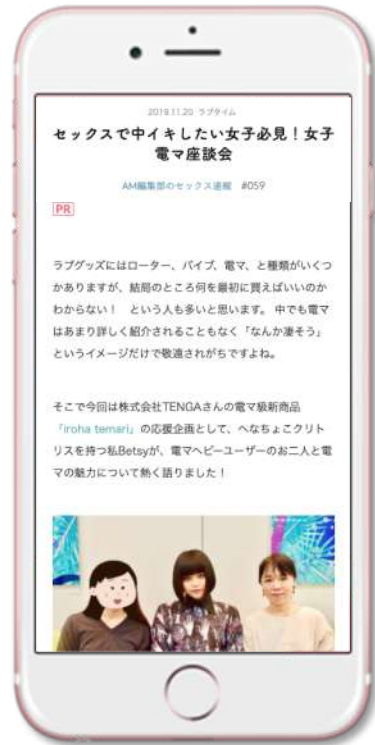 2019.11.20 ラブタイム
セックスで中イキしたい女子必見！女子
電マ座談会
AM編集部のセックス速報　#059
PR
ラブグッズにはローター、バイブ、電マ、と種類がいくつ
かありますが、結局のところ何を最初に買えばいいのか
わからない！　という人も多いと思います。 中でも電マ
はあまり詳しく紹介されることもなく「なんか凄そう」
というイメージだけで敬遠されがちですよね。
そこで今回は株式会社TENGAさんの電マ級新商品
「iroha temari」の応援企画として、へなちょこクリト
リスを持つ私Betsyが、電マヘビーユーザーのお二人と電
マの魅力について熱く語りました！